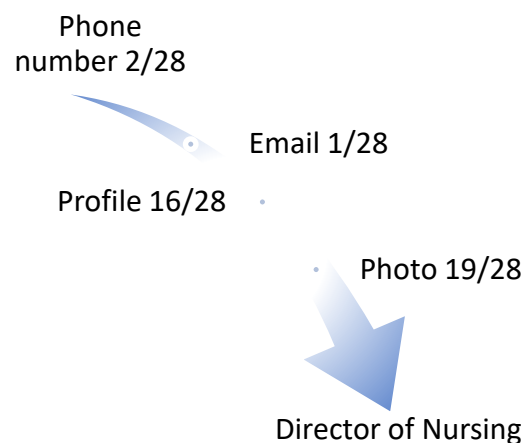 Phone
number 2/28
Email 1/28
Profile 16/28
Photo 19/28
Director of Nursing